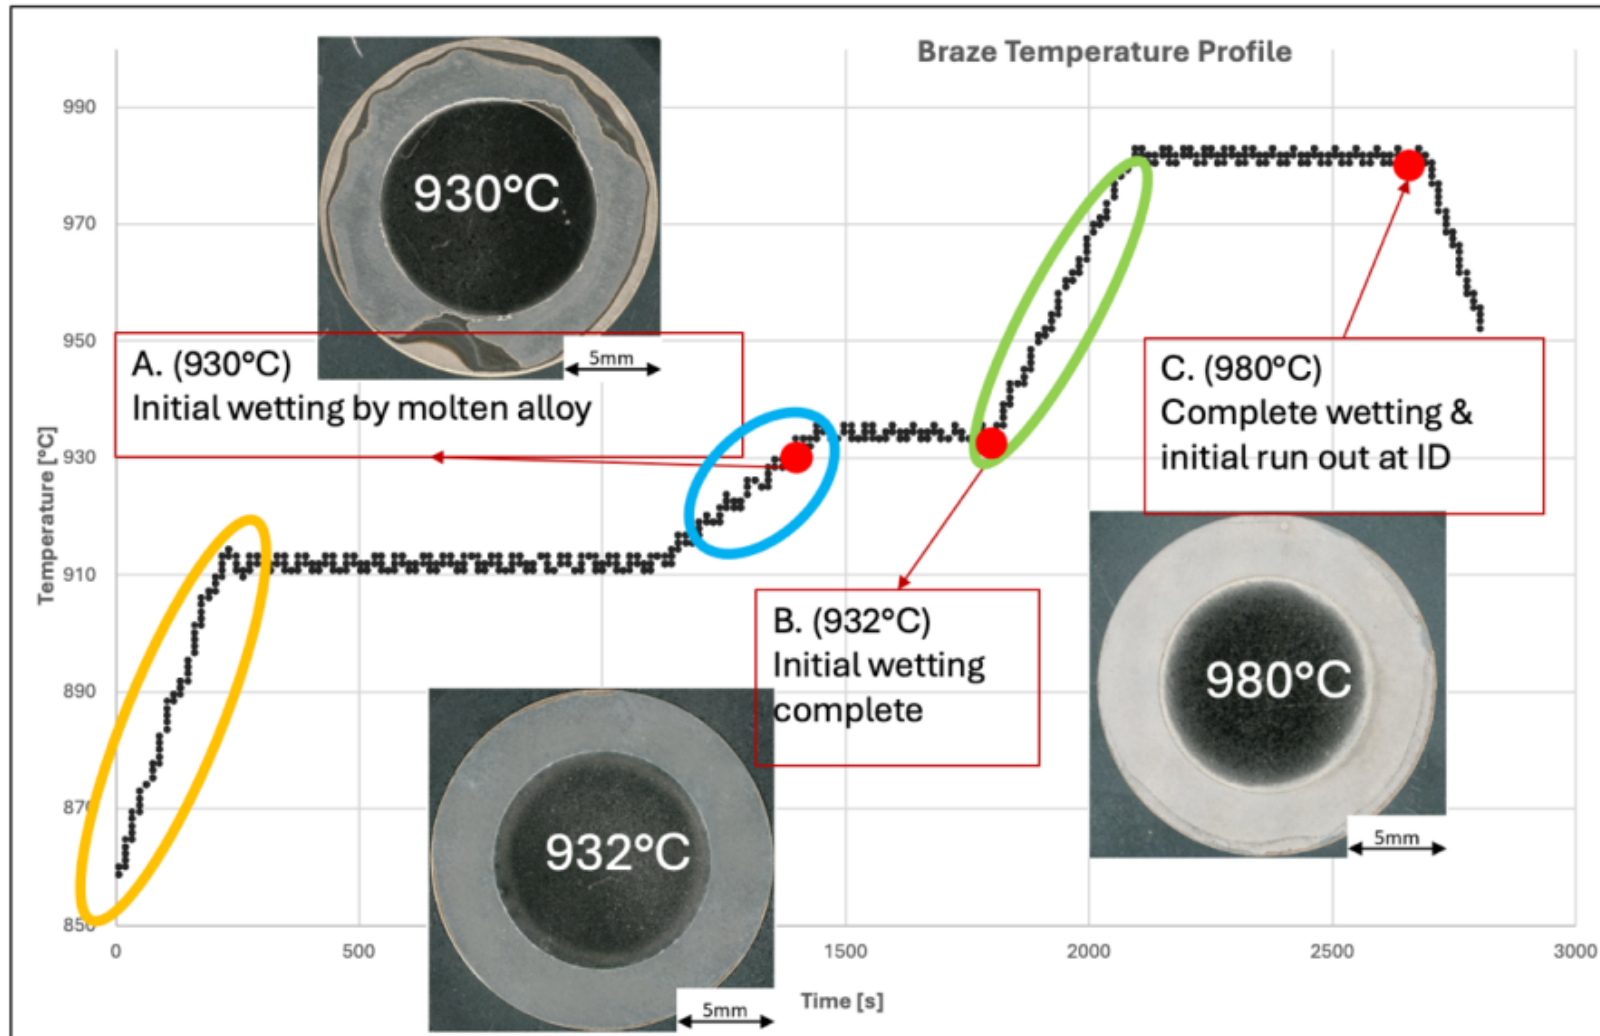 Braze Temperature Profile
990
970
950
930
910
890
870
850
Temperature [°C]
930°C
5mm
A. (930°C)
Initial wetting by molten alloy
C. (980°C)
Complete wetting &
initial run out at ID
B. (932°C)
Initial wetting
complete
932°C
5mm
980°C
5mm
0
500
1500
2000
2500
3000
Time [s]